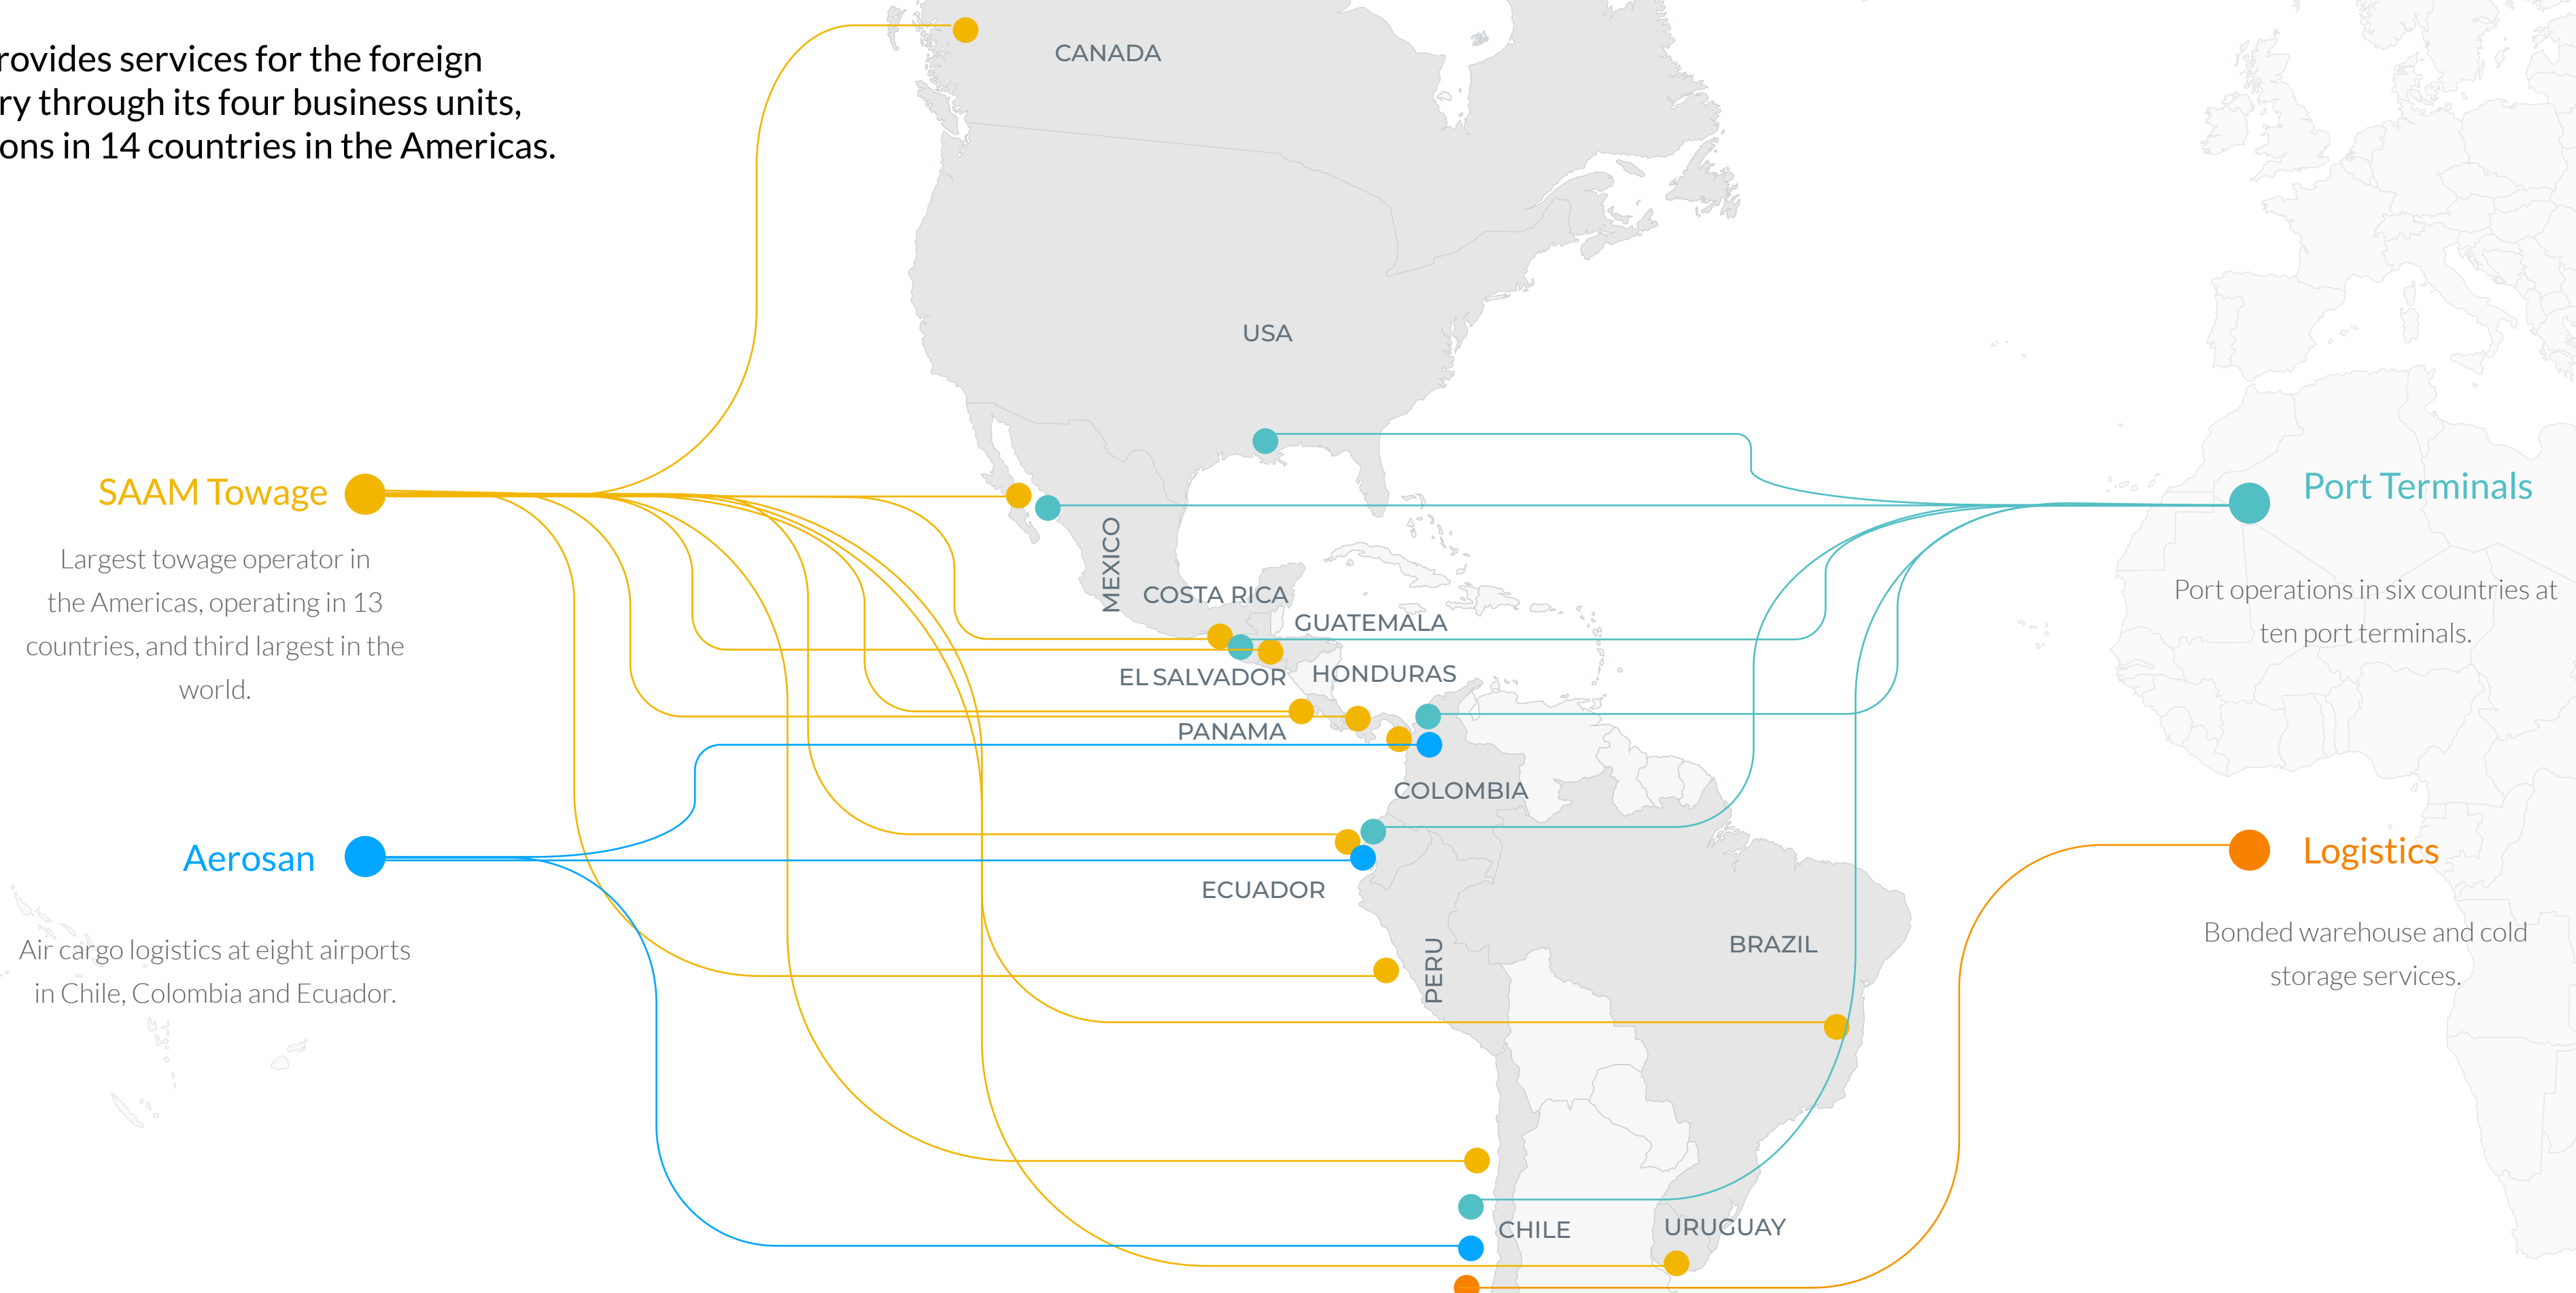 rovides services for the foreign
ry through its four business units,
ons in 14 countries in the Americas.
CANADA
USA
MEXICO
COSTA RICA
GUATEMALA
EL SALVADOR
HONDURAS
PANAMA
COLOMBIA
ECUADOR
PERU
BRAZIL
CHILE
URUGUAY
SAAM Towage
Largest towage operator in
the Americas, operating in 13
countries, and third largest in the
world.
Aerosan
Air cargo logistics at eight airports
in Chile, Colombia and Ecuador.
Port Terminals
Port operations in six countries at
ten port terminals.
Logistics
Bonded warehouse and cold
storage services.